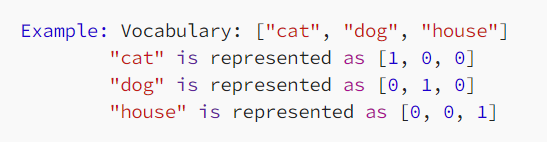 Example: Vocabulary: ["cat", "dog", "house"]
"cat" is represented as [1, 0, 0]
"dog" is represented as [0, 1, 0]
"house" is represented as [0, 0, 1]